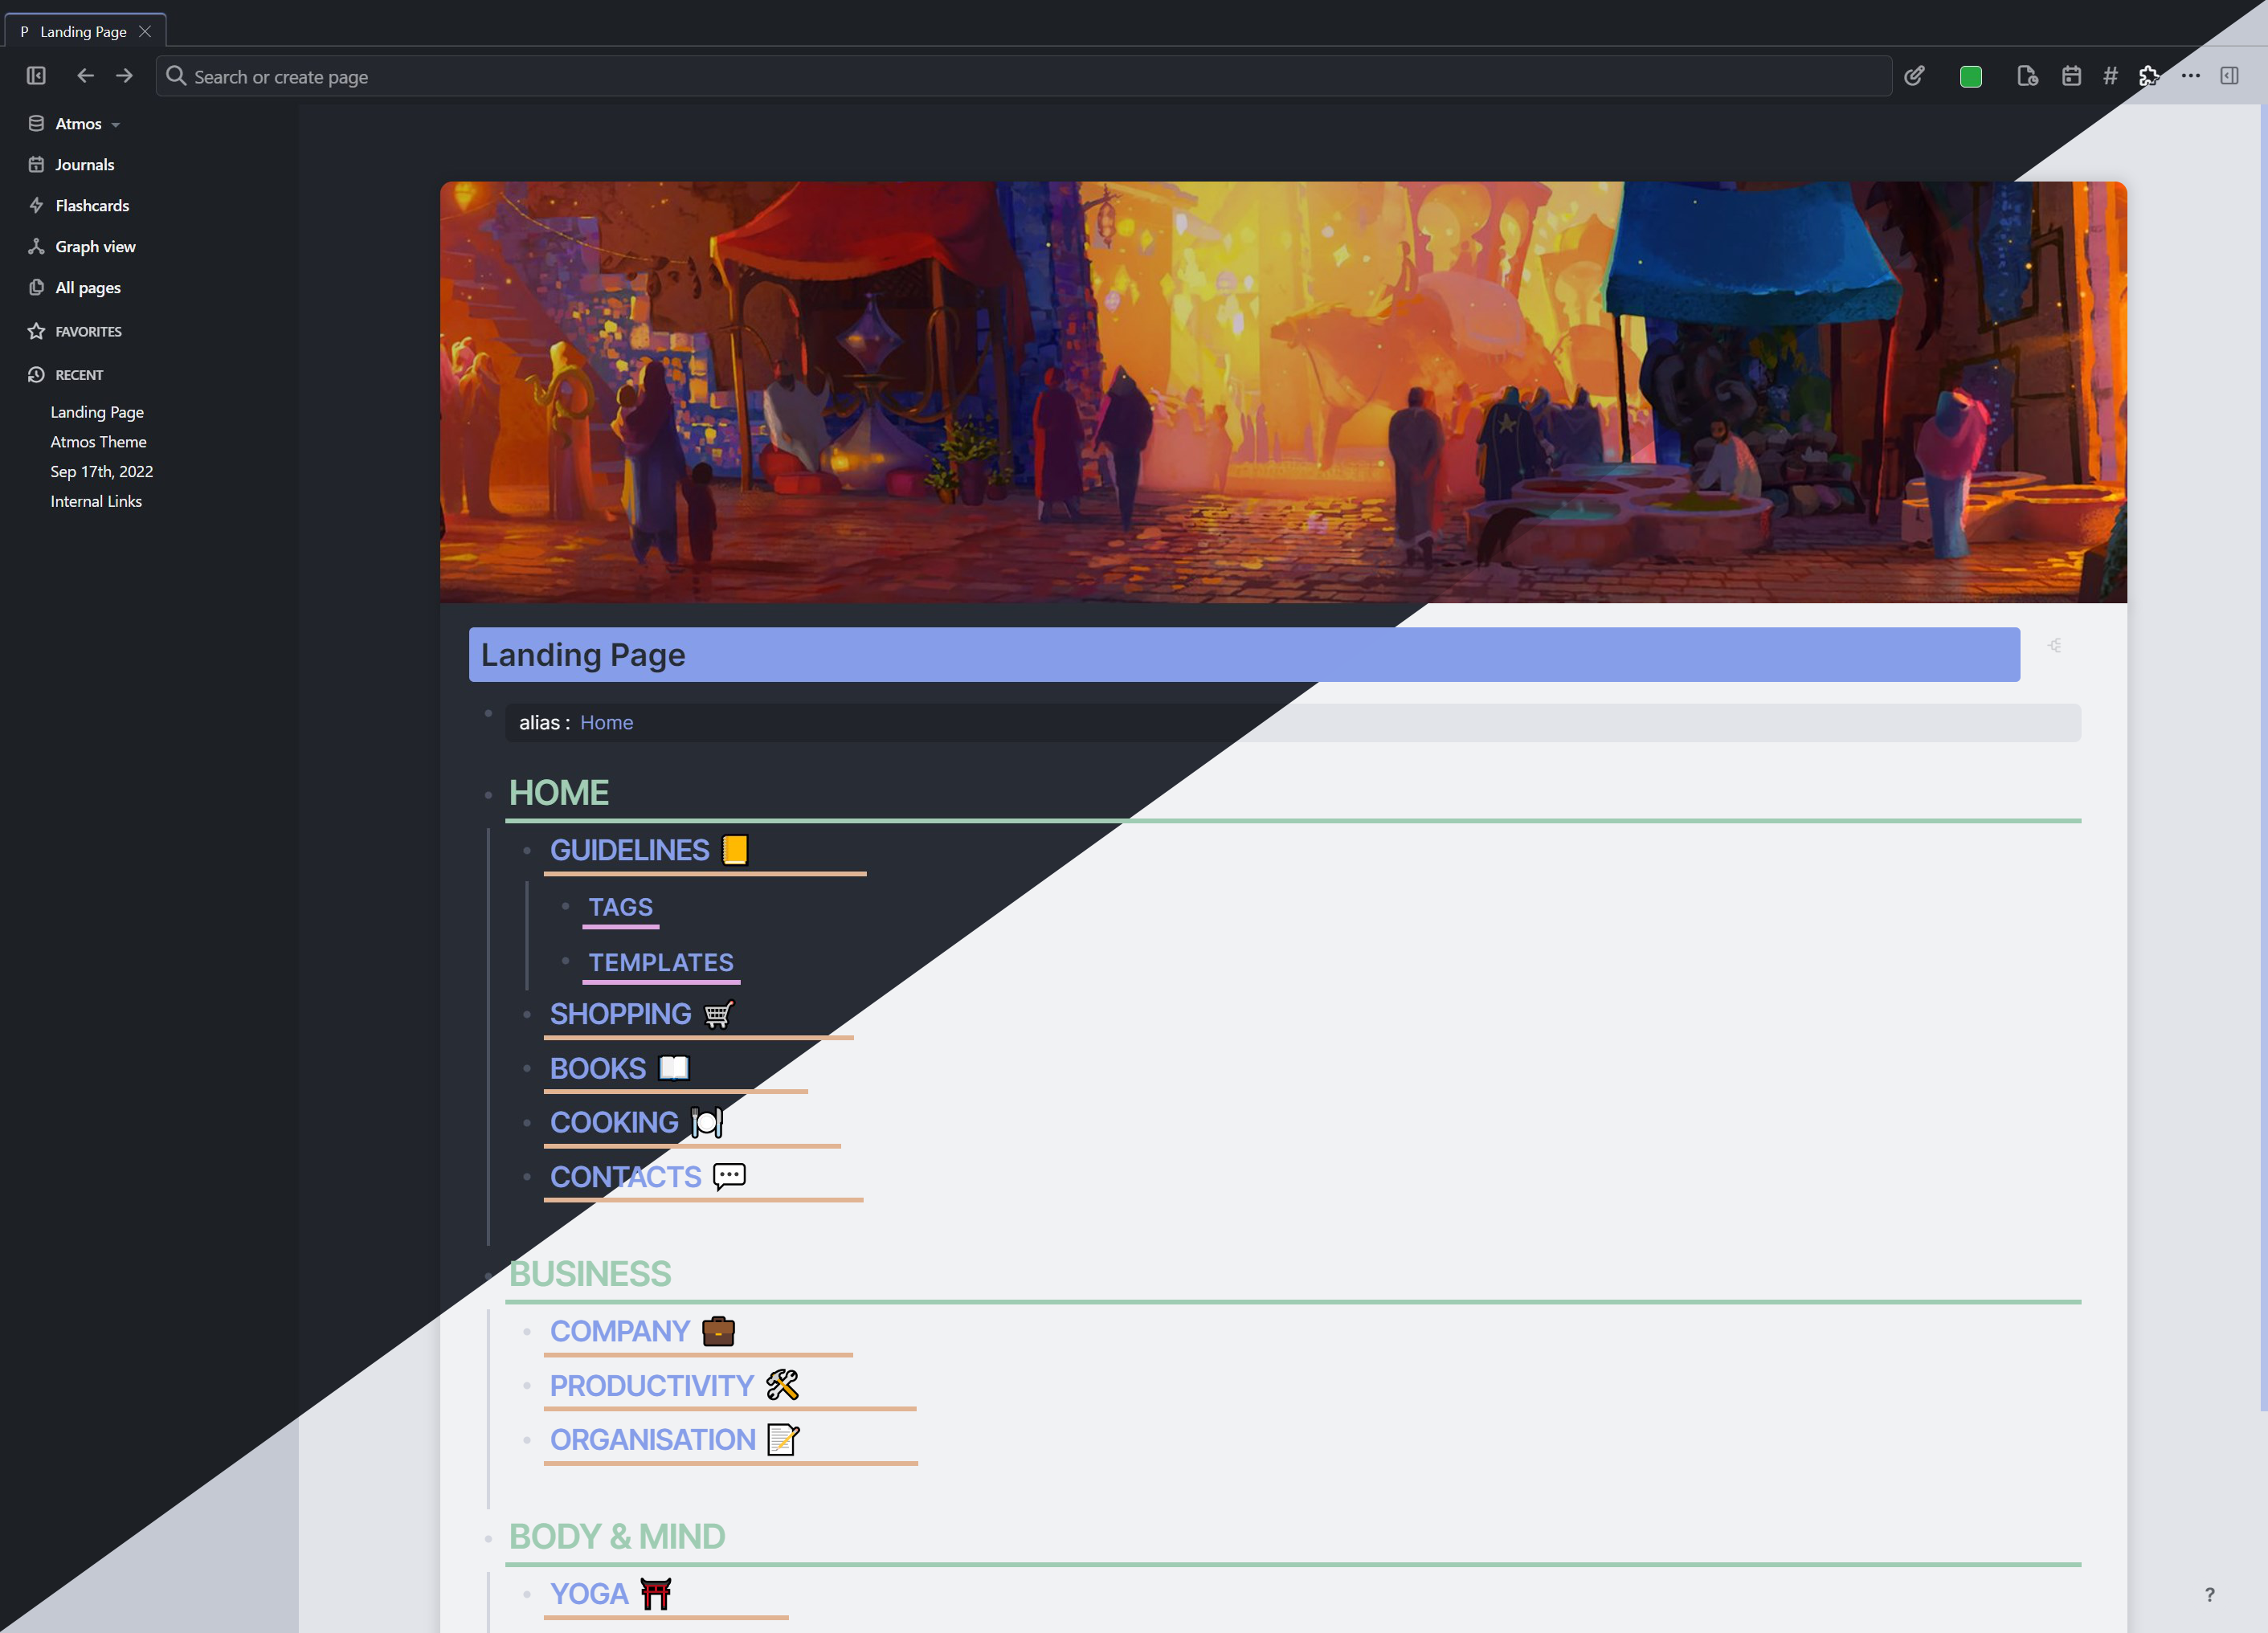 P Landing Page
Search or create page
#
Atmos
Journals
Flashcards
Graph view
All pages
FAVORITES
RECENT
Landing Page
Atmos Theme
Sep 17th, 2022
Internal Links
Landing Page
alias : Home
HOME
GUIDELINES
TAGS
TEMPLATES
SHOPPING
BOOKS
COOKING
CONTACTS
BUSINESS
COMPANY
PRODUCTIVITY
ORGANISATION
BODY & MIND
YOGA
?